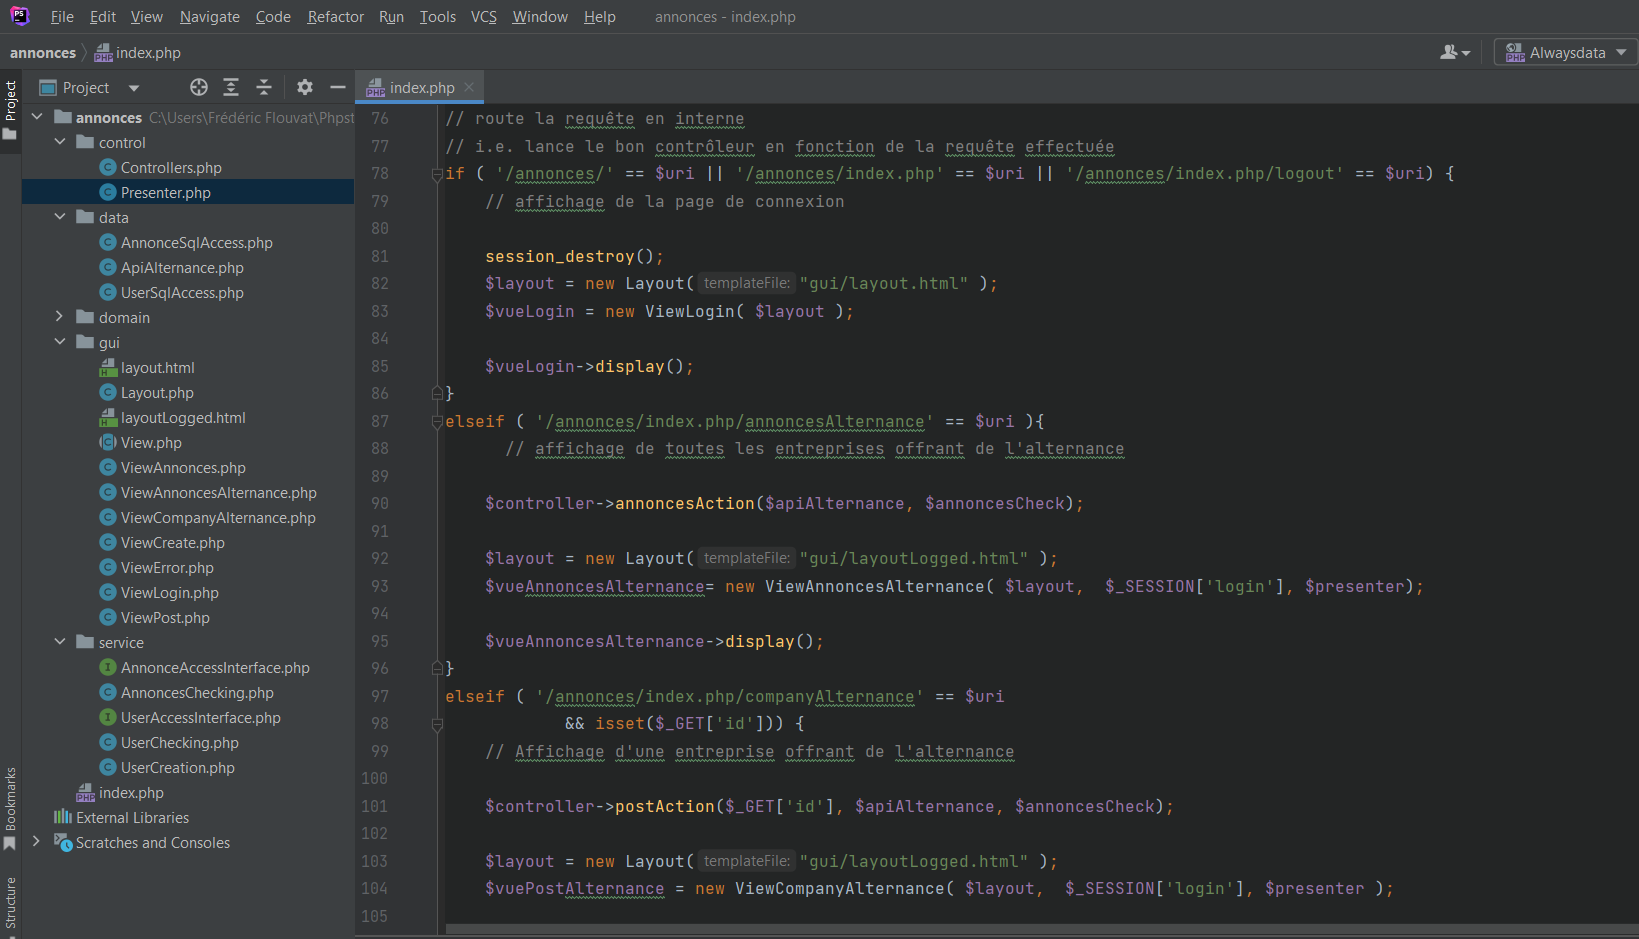 PS File Edit View Navigate Code Refactor Run Tools VCS Window Help annonces - index.php
annonces index.php Alwaysdata
Project
Project
index.php
annonces C:\Users\Frédéric Flouvat\Phpst
control
Controllers.php
Presenter.php
data
AnnonceSqlAccess.php
ApiAlternance.php
UserSqlAccess.php
domain
gui
layout.html
Layout.php
layoutLogged.html
View.php
ViewAnnonces.php
ViewAnnoncesAlternance.php
ViewCompanyAlternance.php
ViewCreate.php
ViewError.php
ViewLogin.php
ViewPost.php
service
AnnonceAccessInterface.php
AnnoncesChecking.php
UserAccessInterface.php
UserChecking.php
UserCreation.php
index.php
External Libraries
Scratches and Consoles
Bookmarks
Structure
76 // route la requête en interne
77 // i.e. lance le bon contrôleur en fonction de la requête effectuée
78 if ( '/annonces/' == $uri || '/annonces/index.php' == $uri || '/annonces/index.php/logout' == $uri) {
79 // affichage de la page de connexion
80
81 session_destroy();
82 $layout = new Layout( templateFile: "gui/layout.html" );
83 $vueLogin = new ViewLogin( $layout );
84
85 $vueLogin->display();
86 }
87 elseif ( '/annonces/index.php/annoncesAlternance' == $uri ){
88 // affichage de toutes les entreprises offrant de l'alternance
89
90 $controller->annoncesAction($apiAlternance, $annoncesCheck);
91
92 $layout = new Layout( templateFile: "gui/layoutLogged.html" );
93 $vueAnnoncesAlternance= new ViewAnnoncesAlternance( $layout,  $_SESSION['login'], $presenter);
94
95 $vueAnnoncesAlternance->display();
96 }
97 elseif ( '/annonces/index.php/companyAlternance' == $uri
98 && isset($_GET['id'])) {
99 // Affichage d'une entreprise offrant de l'alternance
100
101 $controller->postAction($_GET['id'], $apiAlternance, $annoncesCheck);
102
103 $layout = new Layout( templateFile: "gui/layoutLogged.html" );
104 $vuePostAlternance = new ViewCompanyAlternance( $layout,  $_SESSION['login'], $presenter );
105